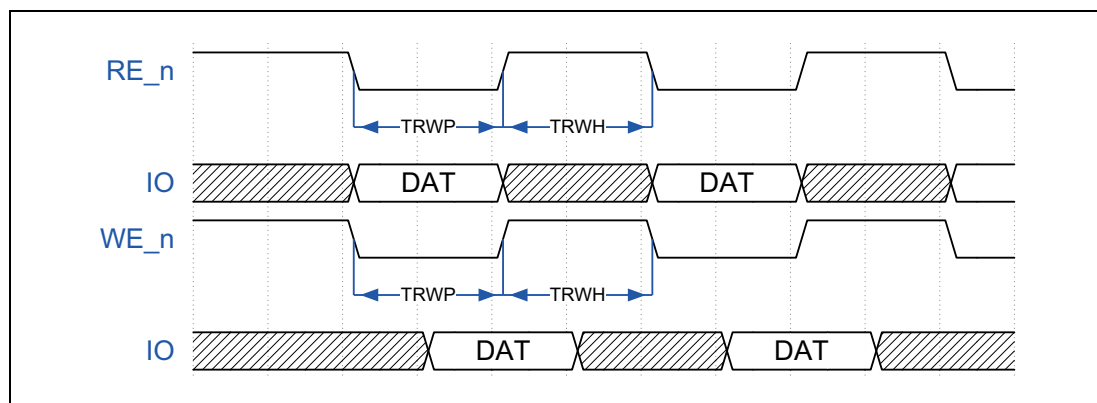 RE_n
TRWP TRWH
IO DAT DAT
WE_n
TRWP TRWH
IO DAT DAT